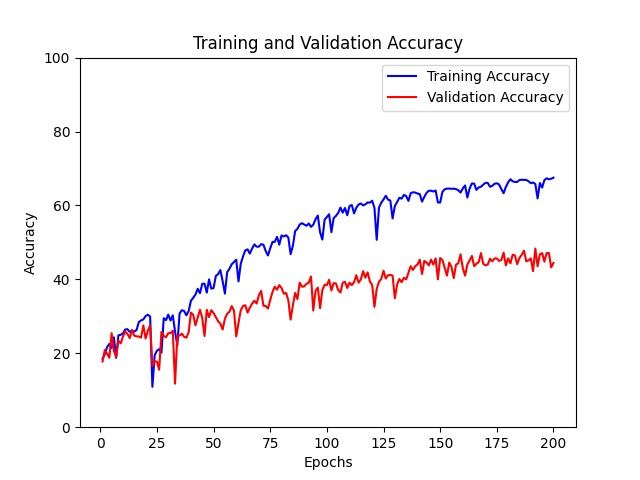 Training and Validation Accuracy
Training Accuracy
Validation Accuracy
Accuracy
100
80
60
40
20
0
0 25 50 75 100 125 150 175 200
Epochs